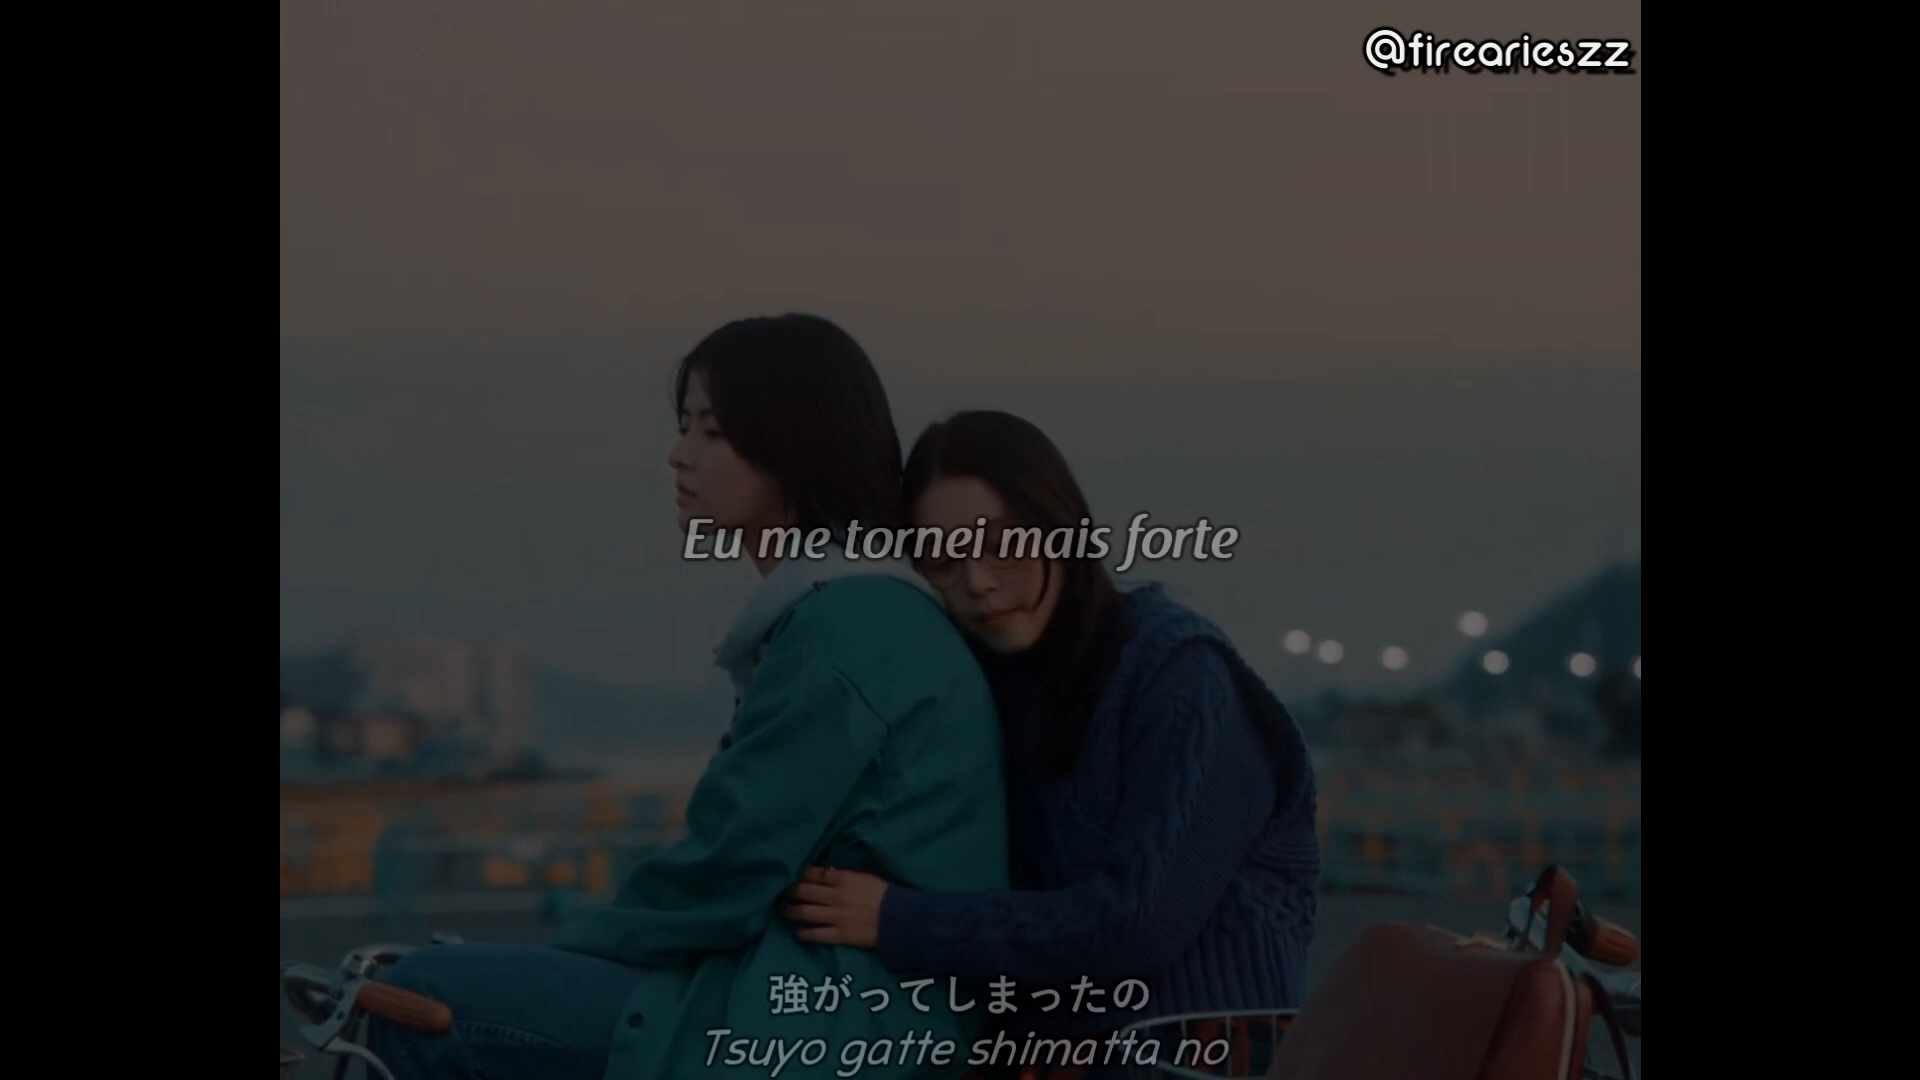 @firearieszz
Eu me tornei mais forte
強がってしまったの
Tsuyo gatte shimatta no